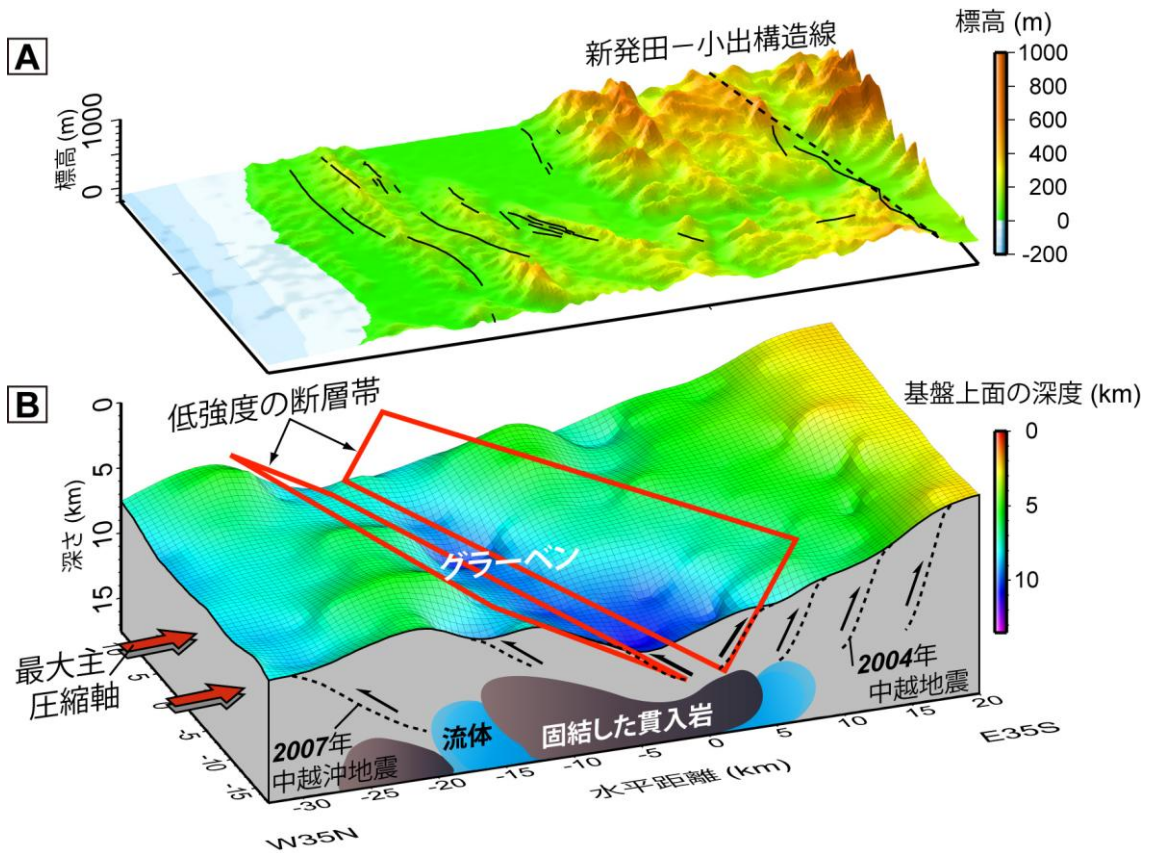 A
新発田－小出構造線
標高 (m)
1000
800
600
400
200
0
-200
標高 (m)
1000
0
B
低強度の断層帯
基盤上面の深度 (km)
0
5
10
深さ (km)
0
5
10
15
グラーベン
最大主
圧縮軸
0
-5
-10
-15
2007年
中越沖地震
流体
固結した貫入岩
2004年
中越地震
-30
-25
-20
-15
-10
-5
0
5
10
15
20
水平距離 (km)
W35N
E35S